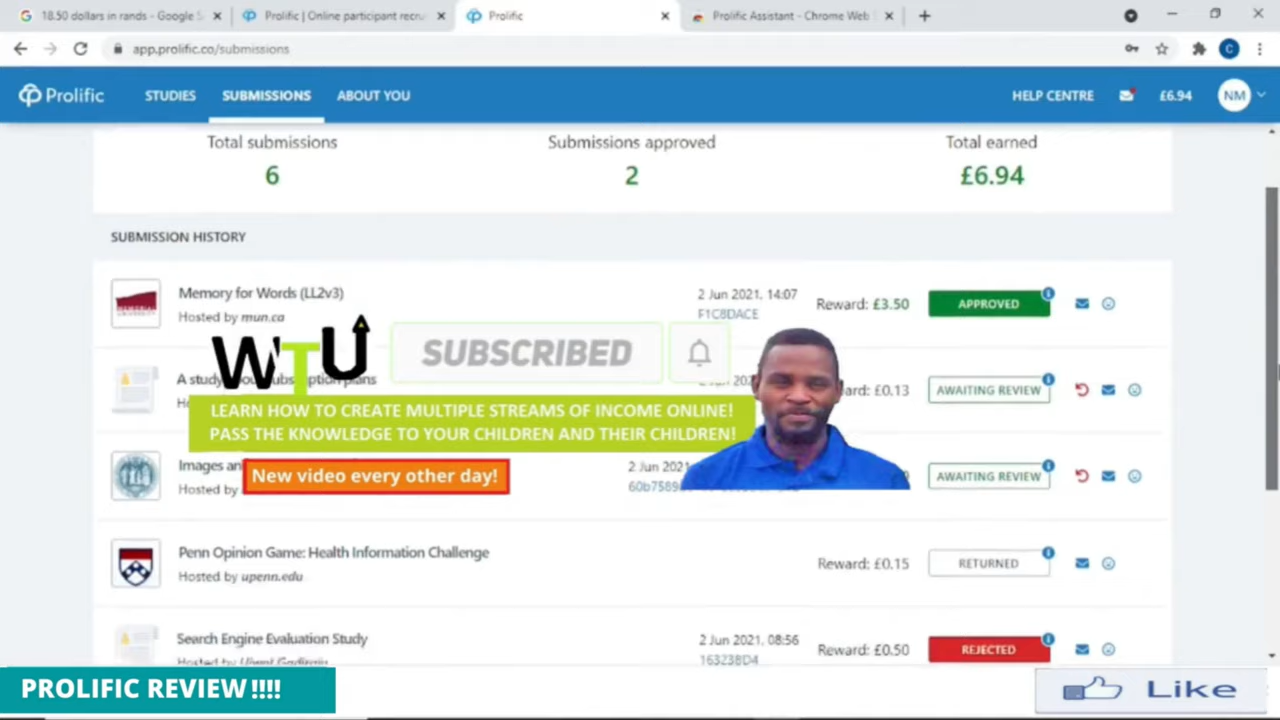 18.50 dollars in rands - Google S
Prolific | Online participant recru
Prolific
Prolific Assistant - Chrome Web
app.prolific.co/submissions
Prolific
STUDIES
SUBMISSIONS
ABOUT YOU
HELP CENTRE
£6.94
NM
C
Total submissions
Submissions approved
Total earned
6
2
£6.94
SUBMISSION HISTORY
Memory for Words (LL2v3)
Hosted by mun.ca
2 Jun 2021, 14:07
F1C8DACE
Reward: £3.50
APPROVED
WTU
SUBSCRIBED
A study
£0.13
AWAITING REVIEW
LEARN HOW TO CREATE MULTIPLE STREAMS OF INCOME ONLINE!
PASS THE KNOWLEDGE TO YOUR CHILDREN AND THEIR CHILDREN!
Images
Hosted by
New video every other day!
2 Jun 2021
AWAITING REVIEW
Penn Opinion Game: Health Information Challenge
Hosted by upenn.edu
Reward: £0.15
RETURNED
Search Engine Evaluation Study
Hosted by
2 Jun 2021, 08:56
163238D4
Reward: £0.50
REJECTED
PROLIFIC REVIEW!!!!
Like